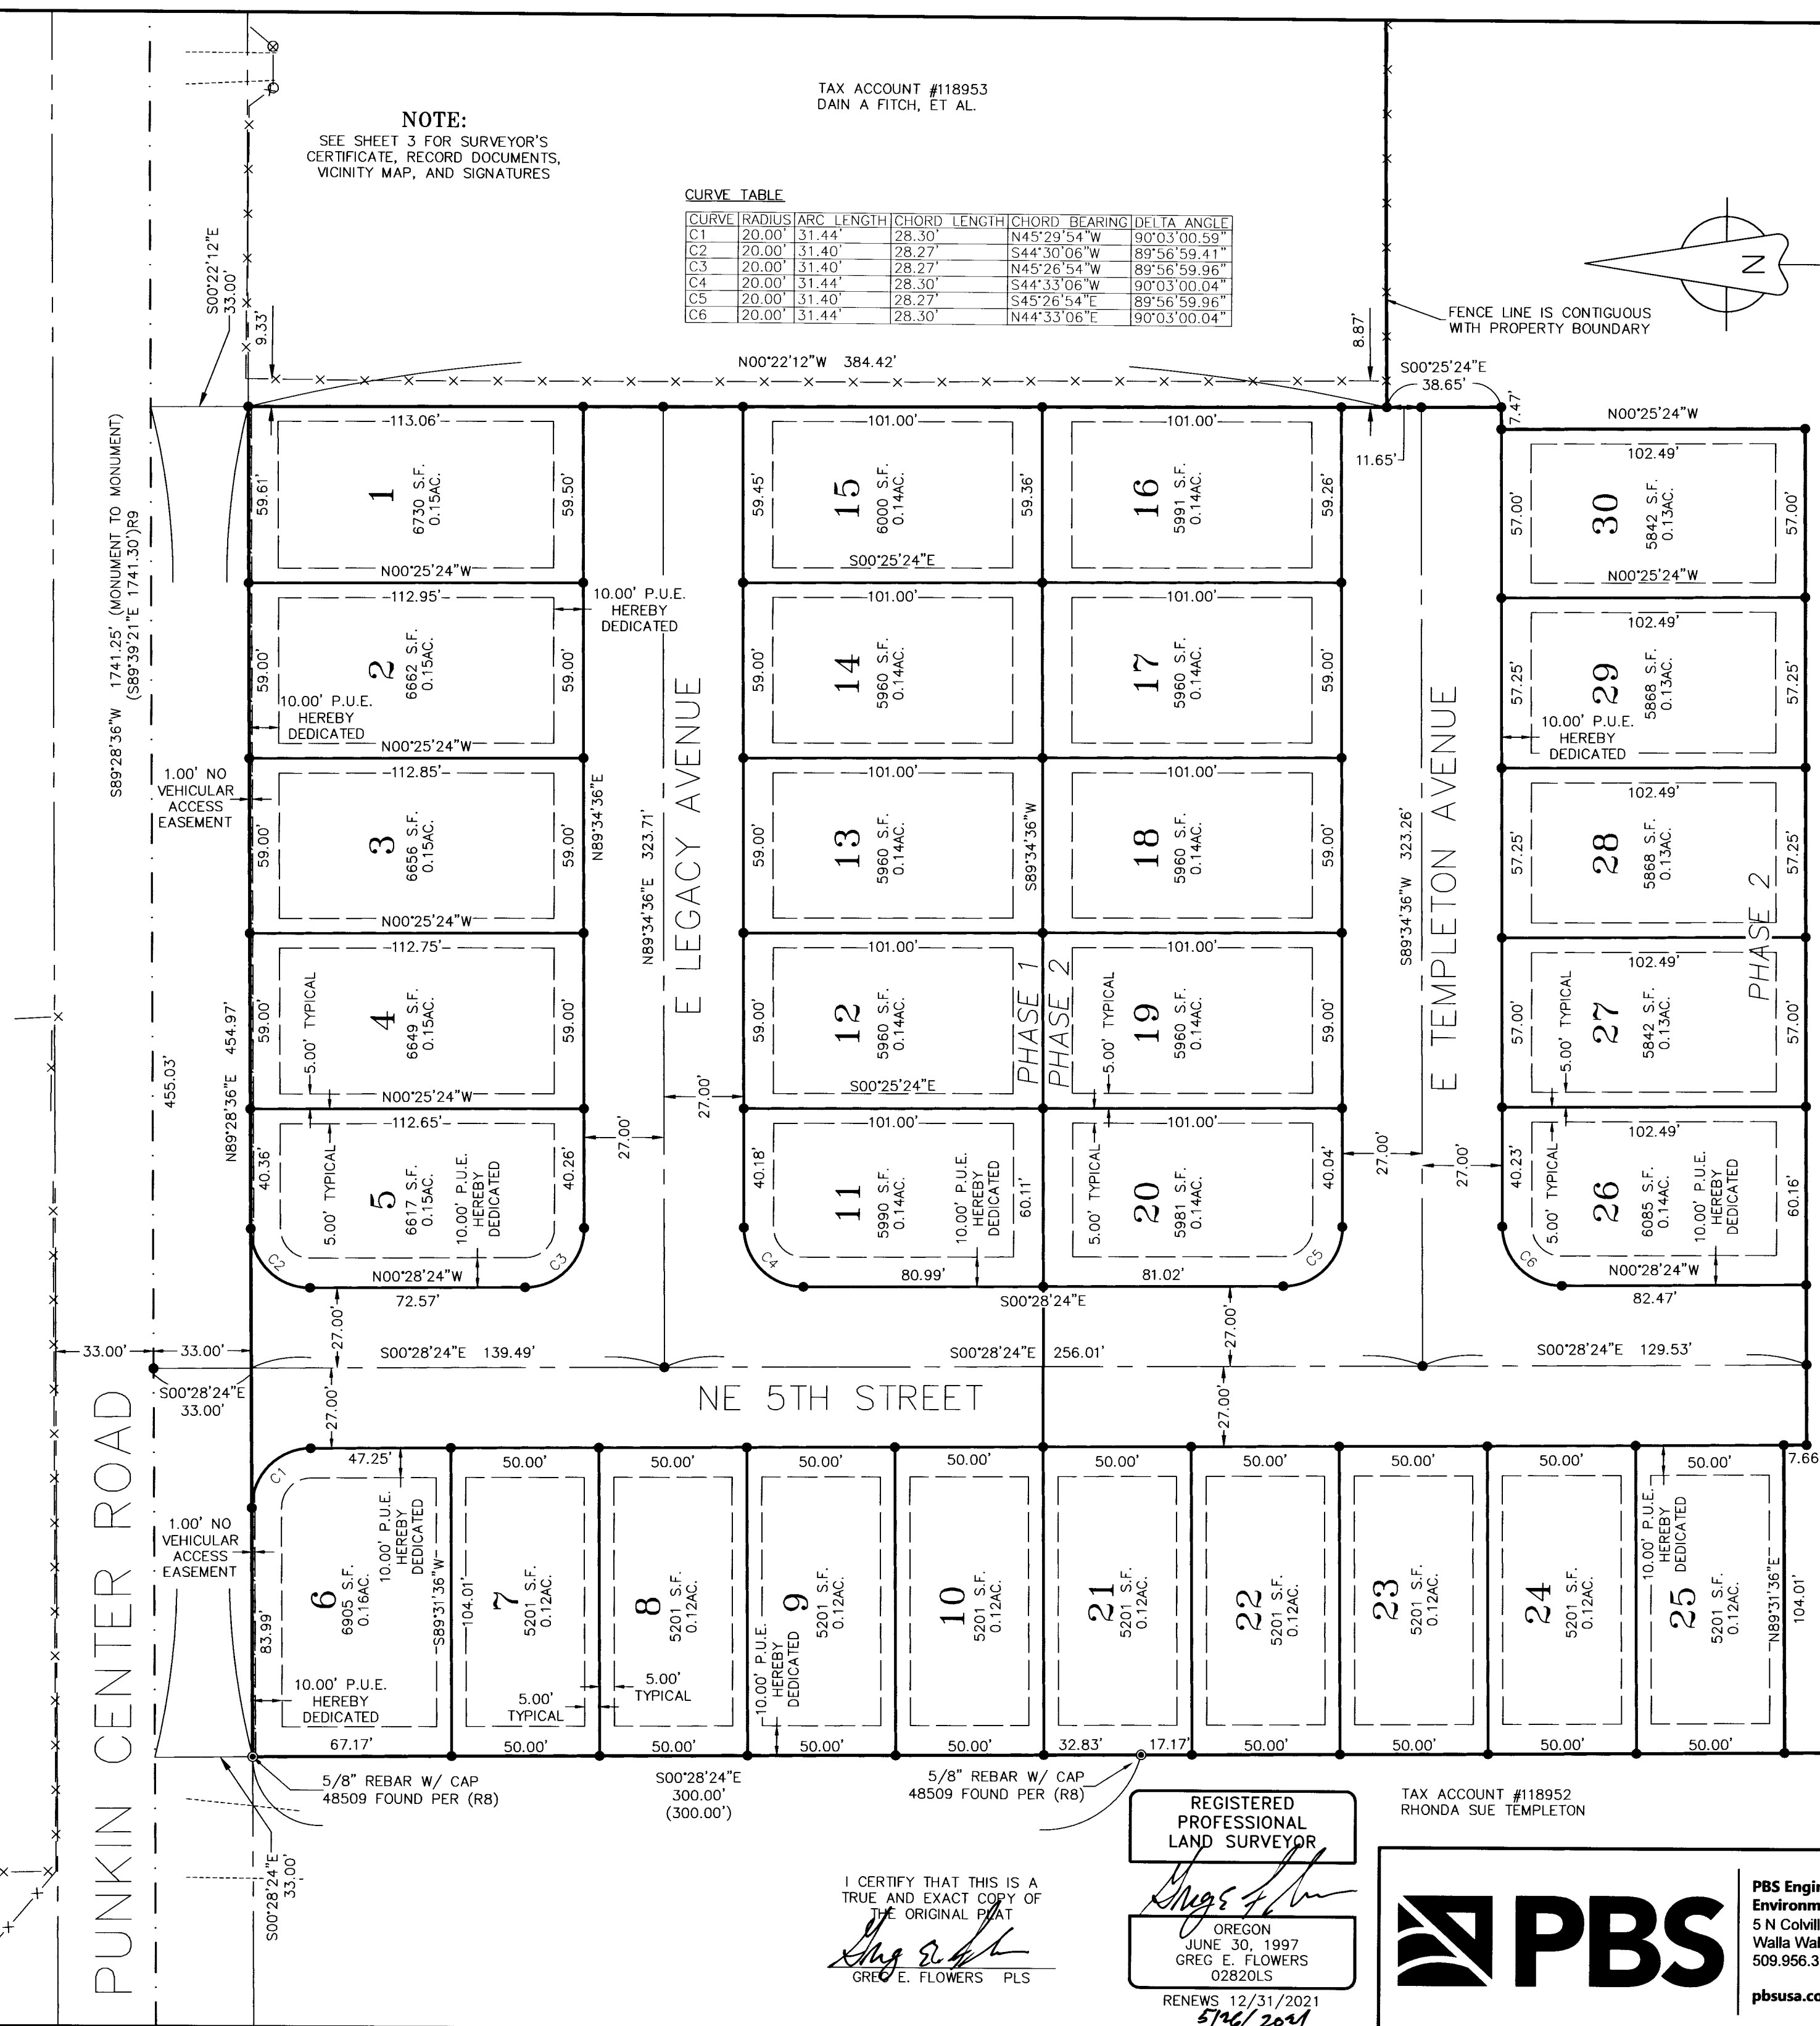 TAX ACCOUNT #118953
DAIN A FITCH, ET AL.
NOTE:
SEE SHEET 3 FOR SURVEYOR'S
CERTIFICATE, RECORD DOCUMENTS,
VICINITY MAP, AND SIGNATURES
CURVE TABLE
CURVE RADIUS ARC LENGTH CHORD LENGTH CHORD BEARING DELTA ANGLE
C1 20.00' 31.44' 28.30' N45°29'54"W 90°03'00.59"
C2 20.00' 31.40' 28.27' S44°30'06"W 89°56'59.41"
C3 20.00' 31.40' 28.27' N45°26'54"W 89°56'59.96"
C4 20.00' 31.44' 28.30' S44°33'06"W 90°03'00.04"
C5 20.00' 31.40' 28.27' S45°26'54"E 89°56'59.96"
C6 20.00' 31.44' 28.30' N44°33'06"E 90°03'00.04"
N
FENCE LINE IS CONTIGUOUS
WITH PROPERTY BOUNDARY
S00°22'12"E
33.00'
9.33'
N00°22'12"W 384.42'
8.87'
S00°25'24"E
38.65'
7.47'
11.65'
N00°25'24"W
S89°28'36"W 1741.25' (MONUMENT TO MONUMENT)
(S89°39'21"E 1741.30')R9
113.06'
59.61'
1
6730 S.F.
0.15AC.
59.50'
N00°25'24"W
101.00'
59.45'
15
6000 S.F.
0.14AC.
59.36'
S00°25'24"E
101.00'
16
5991 S.F.
0.14AC.
59.26'
102.49'
57.00'
30
5842 S.F.
0.13AC.
57.00'
N00°25'24"W
112.95'
59.00'
2
6662 S.F.
0.15AC.
59.00'
10.00' P.U.E.
HEREBY
DEDICATED
10.00' P.U.E.
HEREBY
DEDICATED
N00°25'24"W
101.00'
59.00'
14
5960 S.F.
0.14AC.
101.00'
17
5960 S.F.
0.14AC.
59.00'
102.49'
57.25'
29
5868 S.F.
0.13AC.
57.25'
10.00' P.U.E.
HEREBY
DEDICATED
1.00' NO
VEHICULAR
ACCESS
EASEMENT
112.85'
59.00'
3
6656 S.F.
0.15AC.
59.00'
N89°34'36"E
N00°25'24"W
N89°34'36"E 323.71'
E LEGACY AVENUE
101.00'
59.00'
13
5960 S.F.
0.14AC.
S89°34'36"W
101.00'
18
5960 S.F.
0.14AC.
59.00'
S89°34'36"W 323.26'
E TEMPLETON AVENUE
102.49'
57.25'
28
5868 S.F.
0.13AC.
57.25'
PHASE 2
N89°28'36"E 454.97'
455.03'
112.75'
59.00'
4
6649 S.F.
0.15AC.
59.00'
5.00' TYPICAL
N00°25'24"W
27.00'
101.00'
59.00'
12
5960 S.F.
0.14AC.
S00°25'24"E
PHASE 1
PHASE 2
101.00'
5.00' TYPICAL
19
5960 S.F.
0.14AC.
59.00'
102.49'
57.00'
5.00' TYPICAL
27
5842 S.F.
0.13AC.
57.00'
112.65'
40.36'
5.00' TYPICAL
5
6617 S.F.
0.15AC.
10.00' P.U.E.
HEREBY
DEDICATED
40.26'
C2
C3
N00°28'24"W
72.57'
27.00'
101.00'
40.18'
11
5990 S.F.
0.14AC.
10.00' P.U.E.
HEREBY
DEDICATED
60.11'
C4
80.99'
101.00'
5.00' TYPICAL
20
5981 S.F.
0.14AC.
40.04'
C5
81.02'
S00°28'24"E
27.00'
27.00'
102.49'
40.23'
5.00' TYPICAL
26
6085 S.F.
0.14AC.
10.00' P.U.E.
HEREBY
DEDICATED
60.16'
C6
N00°28'24"W
82.47'
27.00'
27.00'
33.00'
33.00'
S00°28'24"E 139.49'
S00°28'24"E 256.01'
S00°28'24"E 129.53'
S00°28'24"E
33.00'
27.00'
27.00'
NE 5TH STREET
PUNKIN CENTER ROAD
C1
47.25'
50.00'
50.00'
50.00'
50.00'
50.00'
50.00'
50.00'
50.00'
50.00'
7.66
1.00' NO
VEHICULAR
ACCESS
EASEMENT
83.99'
6
6905 S.F.
0.16AC.
10.00' P.U.E.
HEREBY
DEDICATED
S89°31'36"W
104.01'
10.00' P.U.E.
HEREBY
DEDICATED
7
5201 S.F.
0.12AC.
5.00'
TYPICAL
8
5201 S.F.
0.12AC.
5.00'
TYPICAL
9
5201 S.F.
0.12AC.
10.00' P.U.E.
HEREBY
DEDICATED
10
5201 S.F.
0.12AC.
21
5201 S.F.
0.12AC.
22
5201 S.F.
0.12AC.
23
5201 S.F.
0.12AC.
24
5201 S.F.
0.12AC.
25
5201 S.F.
0.12AC.
10.00' P.U.E.
HEREBY
DEDICATED
N89°31'36"E
104.01'
67.17'
50.00'
50.00'
50.00'
50.00'
32.83'
17.17'
50.00'
50.00'
50.00'
50.00'
5/8" REBAR W/ CAP
48509 FOUND PER (R8)
S00°28'24"E
300.00'
(300.00')
5/8" REBAR W/ CAP
48509 FOUND PER (R8)
TAX ACCOUNT #118952
RHONDA SUE TEMPLETON
S00°28'24"E
33.00'
I CERTIFY THAT THIS IS A
TRUE AND EXACT COPY OF
THE ORIGINAL PLAT
GREG E. FLOWERS PLS
REGISTERED
PROFESSIONAL
LAND SURVEYOR
OREGON
JUNE 30, 1997
GREG E. FLOWERS
02820LS
RENEWS 12/31/2021
5/26/2021
PBS
PBS Engin
Environm
5 N Colvill
Walla Wal
509.956.3
pbsusa.co